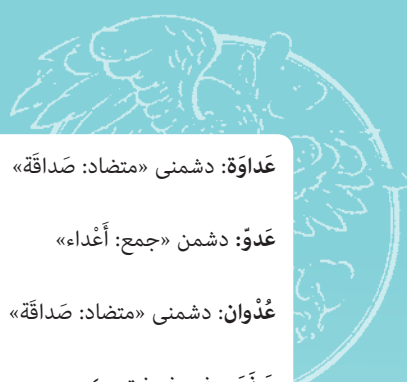 عَداوَة: دشمنی «متضاد: صَداقَة»
عَدوّ: دشمن «جمع: أَعْداء»
عُدْوان: دشمنی «متضاد: صَداقَة»